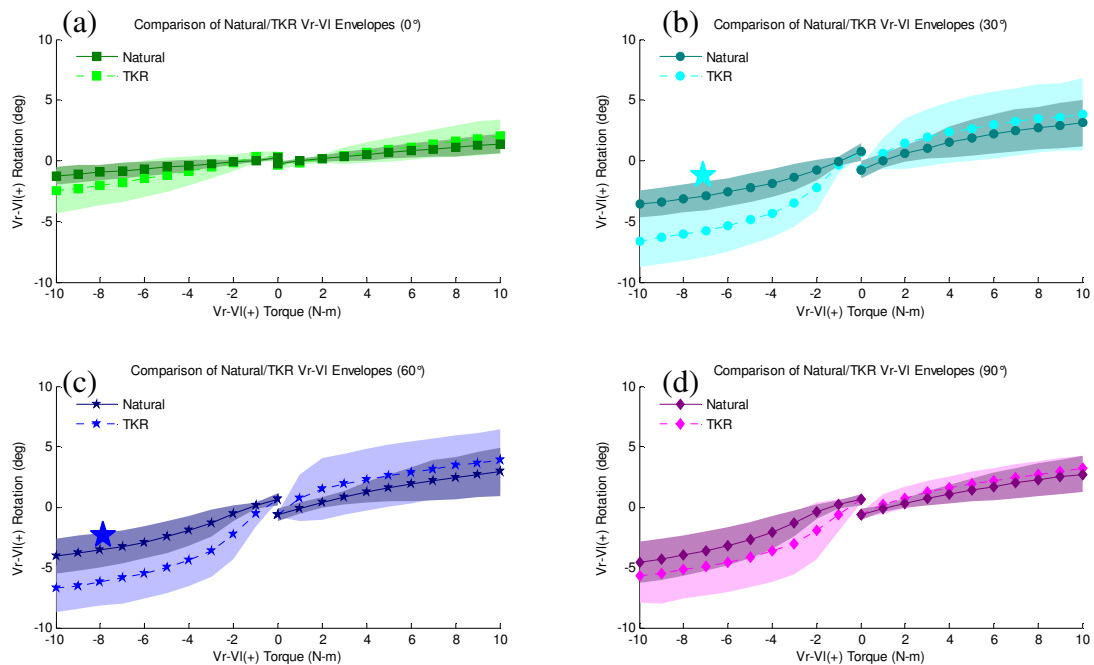 (a)
Comparison of Natural/TKR Vr-Vl Envelopes (0°)
10
5
0
-5
-10
Vr-Vl(+) Rotation (deg)
Natural
TKR
-10 -8 -6 -4 -2 0 2 4 6 8 10
Vr-Vl(+) Torque (N-m)
(b)
Comparison of Natural/TKR Vr-Vl Envelopes (30°)
10
5
0
-5
-10
Vr-Vl(+) Rotation (deg)
Natural
TKR
-10 -8 -6 -4 -2 0 2 4 6 8 10
Vr-Vl(+) Torque (N-m)
(c)
Comparison of Natural/TKR Vr-Vl Envelopes (60°)
10
5
0
-5
-10
Vr-Vl(+) Rotation (deg)
Natural
TKR
-10 -8 -6 -4 -2 0 2 4 6 8 10
Vr-Vl(+) Torque (N-m)
(d)
Comparison of Natural/TKR Vr-Vl Envelopes (90°)
10
5
0
-5
-10
Vr-Vl(+) Rotation (deg)
Natural
TKR
-10 -8 -6 -4 -2 0 2 4 6 8 10
Vr-Vl(+) Torque (N-m)